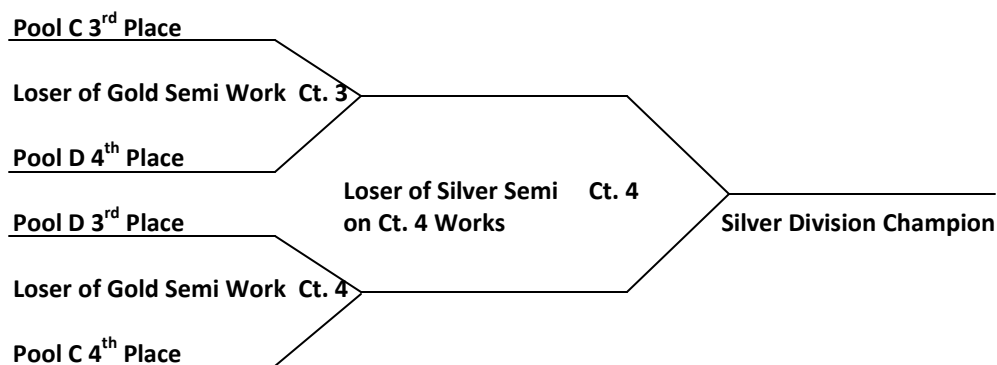 Pool C 3rd Place
Loser of Gold Semi Work Ct. 3
Pool D 4th Place
Loser of Silver Semi Ct. 4
on Ct. 4 Works
Pool D 3rd Place
Silver Division Champion
Loser of Gold Semi Work Ct. 4
Pool C 4th Place